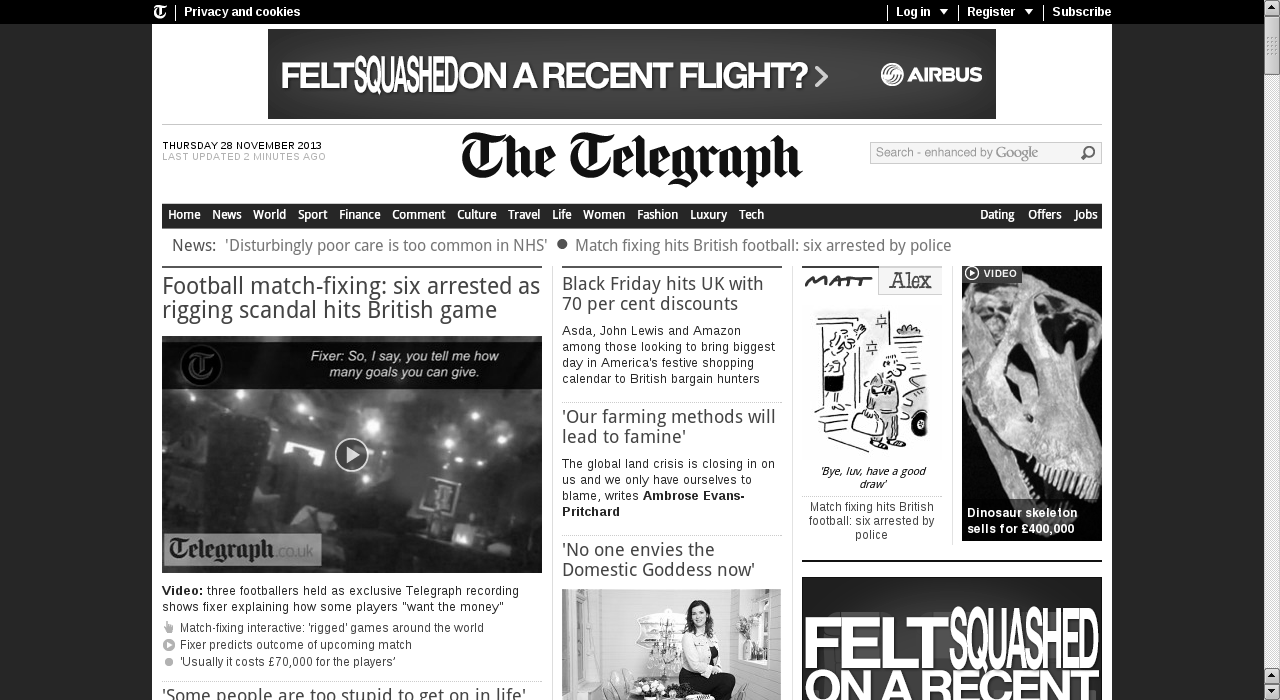 Privacy and cookies
Log in
Register
Subscribe
FELT SQUASHED ON A RECENT FLIGHT?
AIRBUS
THURSDAY 28 NOVEMBER 2013
LAST UPDATED 2 MINUTES AGO
The Telegraph
Search - enhanced by Google
Home News World Sport Finance Comment Culture Travel Life Women Fashion Luxury Tech
Dating Offers Jobs
News: 'Disturbingly poor care is too common in NHS' ● Match fixing hits British football: six arrested by police
Football match-fixing: six arrested as
rigging scandal hits British game
Fixer: So, I say, you tell me how
many goals you can give.
Telegraph.co.uk
Video: three footballers held as exclusive Telegraph recording
shows fixer explaining how some players "want the money"
Match-fixing interactive: 'rigged' games around the world
Fixer predicts outcome of upcoming match
'Usually it costs £70,000 for the players'
'Some people are too stupid to get on in life'
Black Friday hits UK with
70 per cent discounts
Asda, John Lewis and Amazon
among those looking to bring biggest
day in America's festive shopping
calendar to British bargain hunters
'Our farming methods will
lead to famine'
The global land crisis is closing in on
us and we only have ourselves to
blame, writes Ambrose Evans-
Pritchard
'No one envies the
Domestic Goddess now'
MATT
Alex
'Bye, luv, have a good
draw'
Match fixing hits British
football: six arrested by
police
VIDEO
Dinosaur skeleton
sells for £400,000
FELT SQUASHED
ON A RECENT